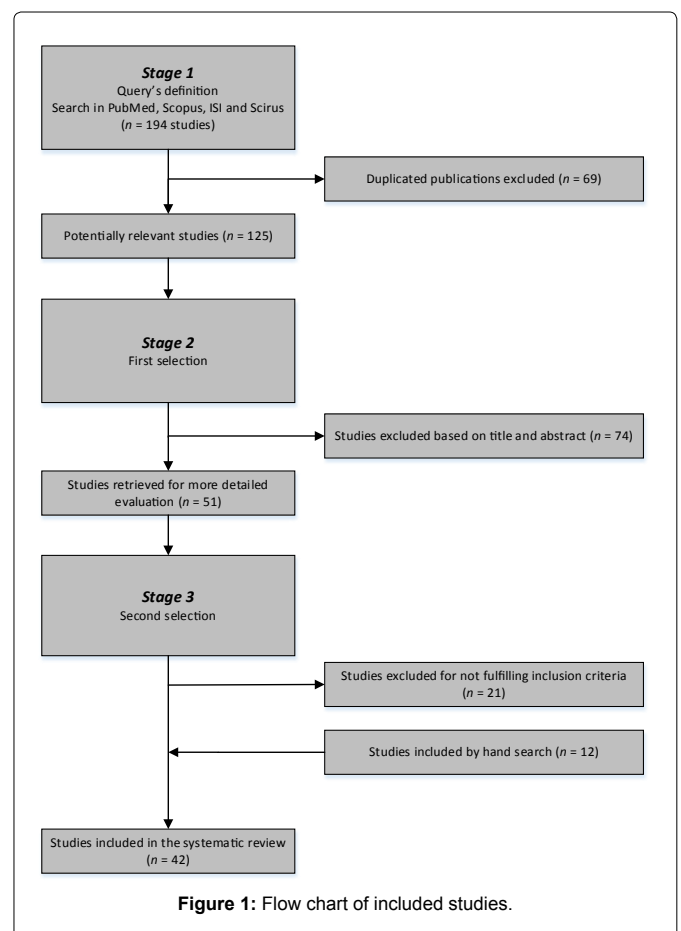 Stage 1
Query's definition
Search in PubMed, Scopus, ISI and Scirus
(n = 194 studies)
Duplicated publications excluded (n = 69)
Potentially relevant studies (n = 125)
Stage 2
First selection
Studies excluded based on title and abstract (n = 74)
Studies retrieved for more detailed
evaluation (n = 51)
Stage 3
Second selection
Studies excluded for not fulfilling inclusion criteria
(n = 21)
Studies included by hand search (n = 12)
Studies included in the systematic review
(n = 42)
Figure 1: Flow chart of included studies.